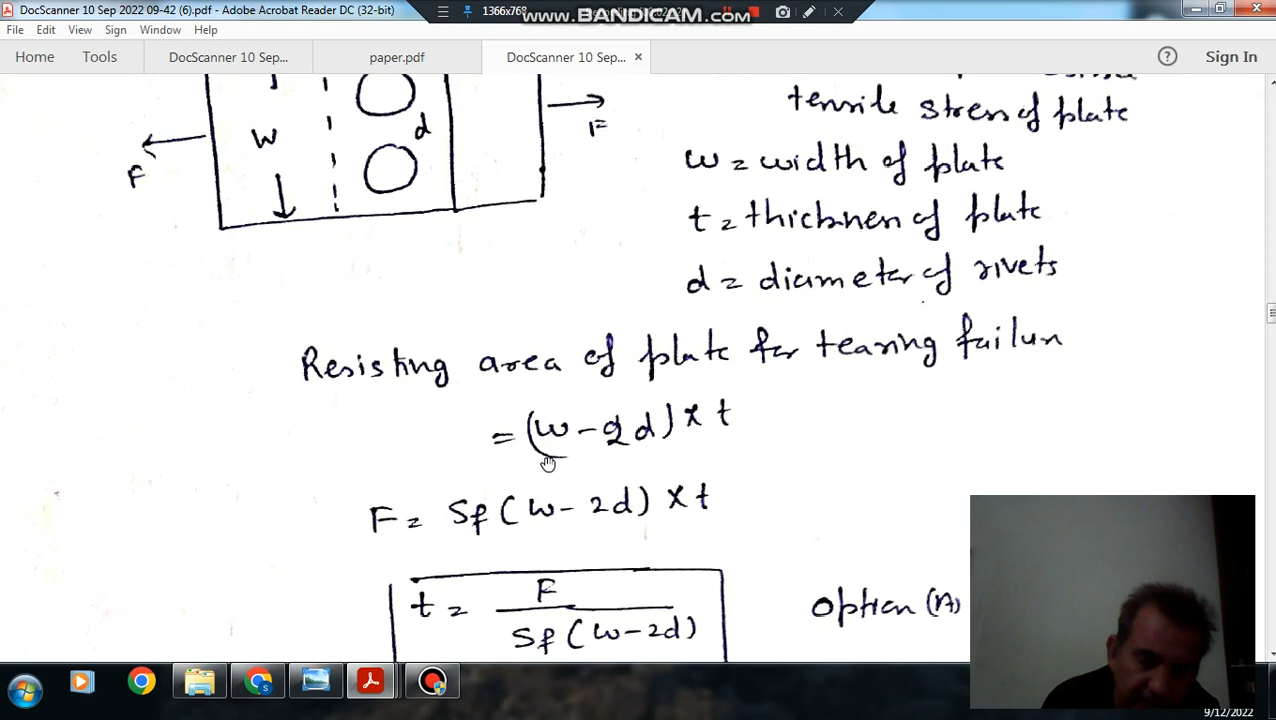 DocScanner 10 Sep 2022 09-42 (6).pdf - Adobe Acrobat Reader DC (32-bit)
1366x768
www.BANDICAM.com
File Edit View Sign Window Help
Home Tools DocScanner 10 Sep... paper.pdf DocScanner 10 Sep... × Sign In
tensile stress of plate
w = width of plate
t = thickness of plate
d = diameter of rivets
F W d F
Resisting area of plate for tearing failure
= (w - 2d) x t
F = Sf (w - 2d) x t
t = F
Sf (w - 2d)
Option (A)
9/12/2022